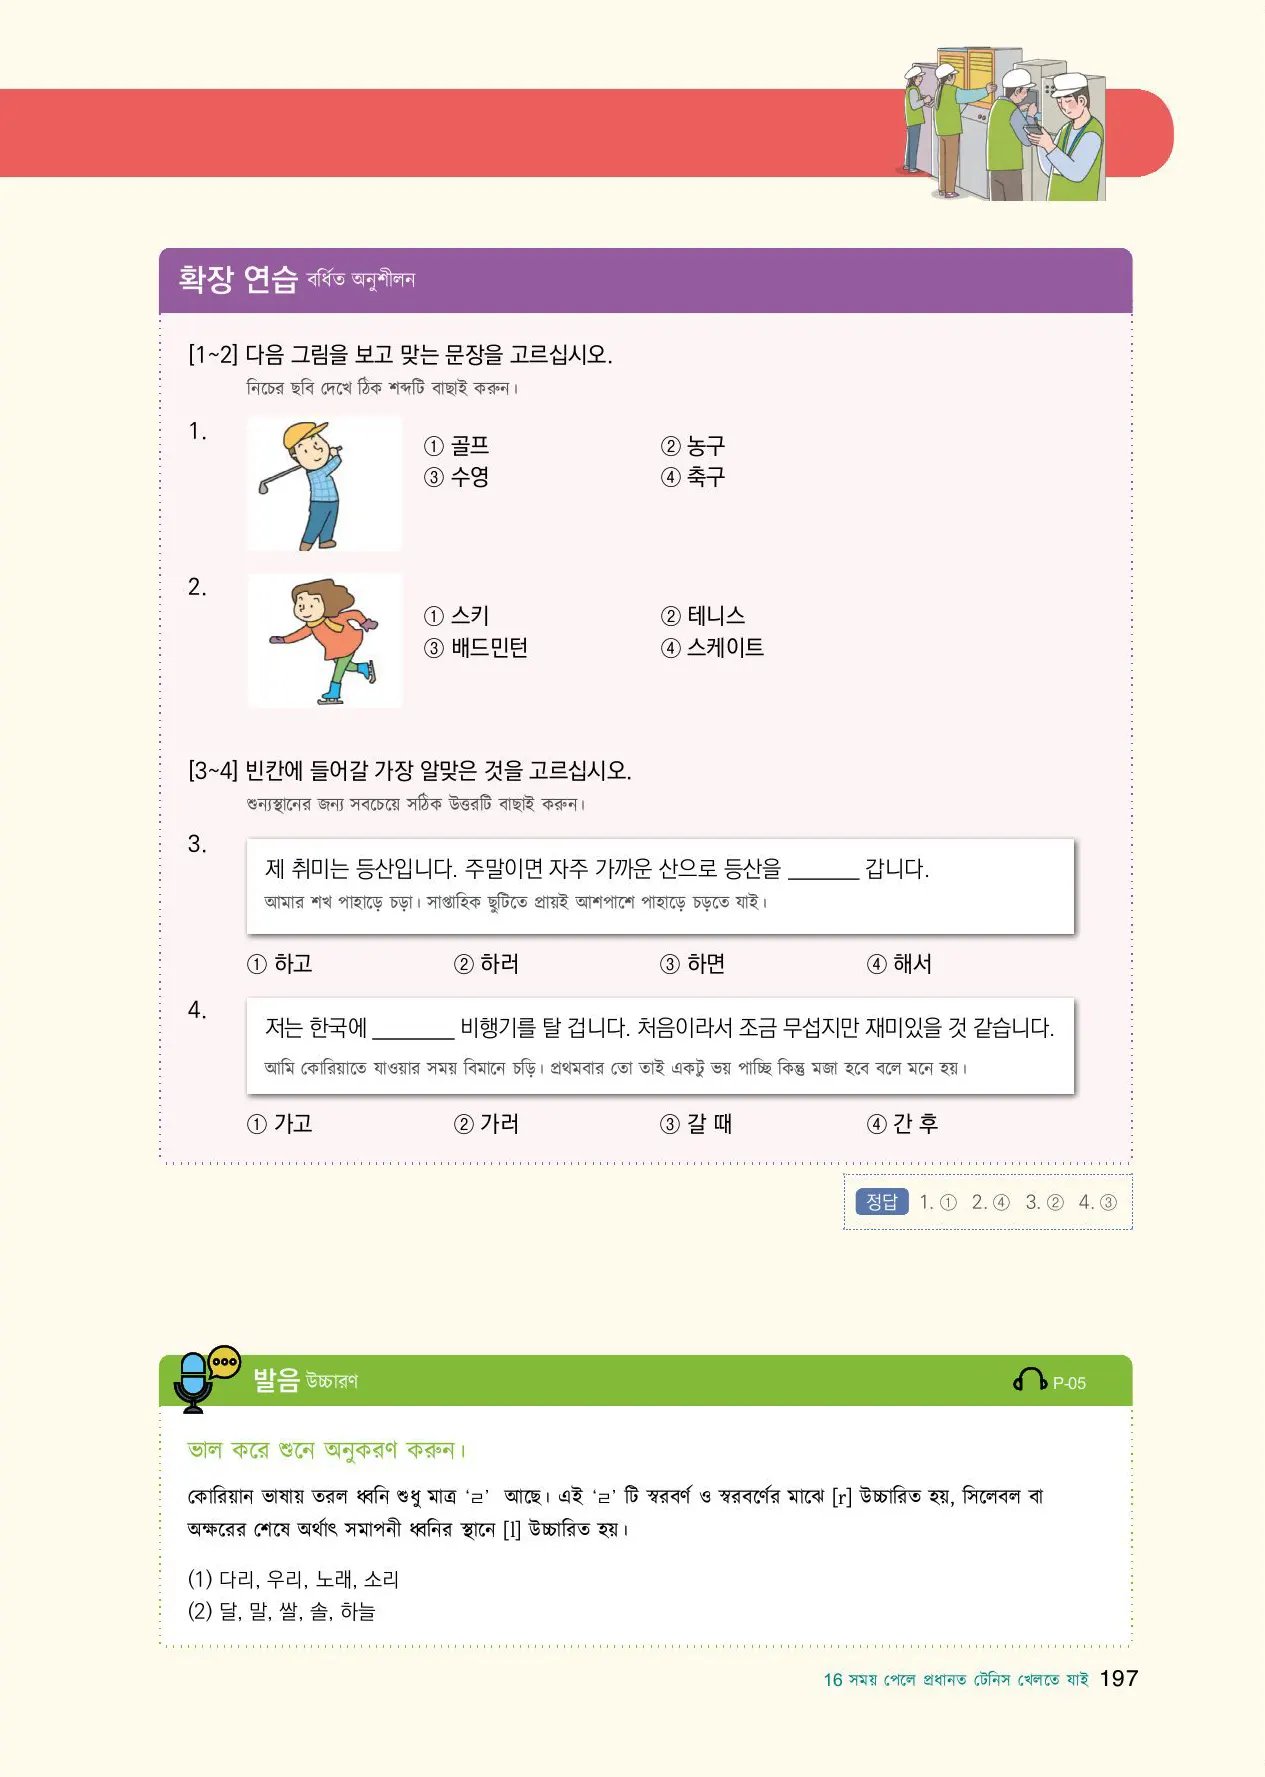 확장 연습 বর্ধিত অনুশীলন
[1~2] 다음 그림을 보고 맞는 문장을 고르십시오.
নিচের ছবি দেখে ঠিক শব্দটি বাছাই করুন।
1.
① 골프 ② 농구
③ 수영 ④ 축구
2.
① 스키 ② 테니스
③ 배드민턴 ④ 스케이트
[3~4] 빈칸에 들어갈 가장 알맞은 것을 고르십시오.
শুন্যস্থানের জন্য সবচেয়ে সঠিক উত্তরটি বাছাই করুন।
3.
제 취미는 등산입니다. 주말이면 자주 가까운 산으로 등산을 ______ 갑니다.
আমার শখ পাহাড়ে চড়া। সাপ্তাহিক ছুটিতে প্রায়ই আশপাশে পাহাড়ে চড়তে যাই।
① 하고 ② 하러 ③ 하면 ④ 해서
4.
저는 한국에 _______ 비행기를 탈 겁니다. 처음이라서 조금 무섭지만 재미있을 것 같습니다.
আমি কোরিয়াতে যাওয়ার সময় বিমানে চড়ি। প্রথমবার তো তাই একটু ভয় পাচ্ছি কিন্তু মজা হবে বলে মনে হয়।
① 가고 ② 가러 ③ 갈 때 ④ 간 후
정답 1. ① 2. ④ 3. ② 4. ③
발음 উচ্চারণ P-05
ভাল করে শুনে অনুকরণ করুন।
কোরিয়ান ভাষায় তরল ধ্বনি শুধু মাত্র ‘ㄹ’ আছে। এই ‘ㄹ’ টি স্বরবর্ণ ও স্বরবর্ণের মাঝে [r] উচ্চারিত হয়, সিলেবল বা
অক্ষরের শেষে অর্থাৎ সমাপনী ধ্বনির স্থানে [l] উচ্চারিত হয়।
(1) 다리, 우리, 노래, 소리
(2) 달, 말, 쌀, 솔, 하늘
16 সময় পেলে প্রধানত টেনিস খেলতে যাই 197